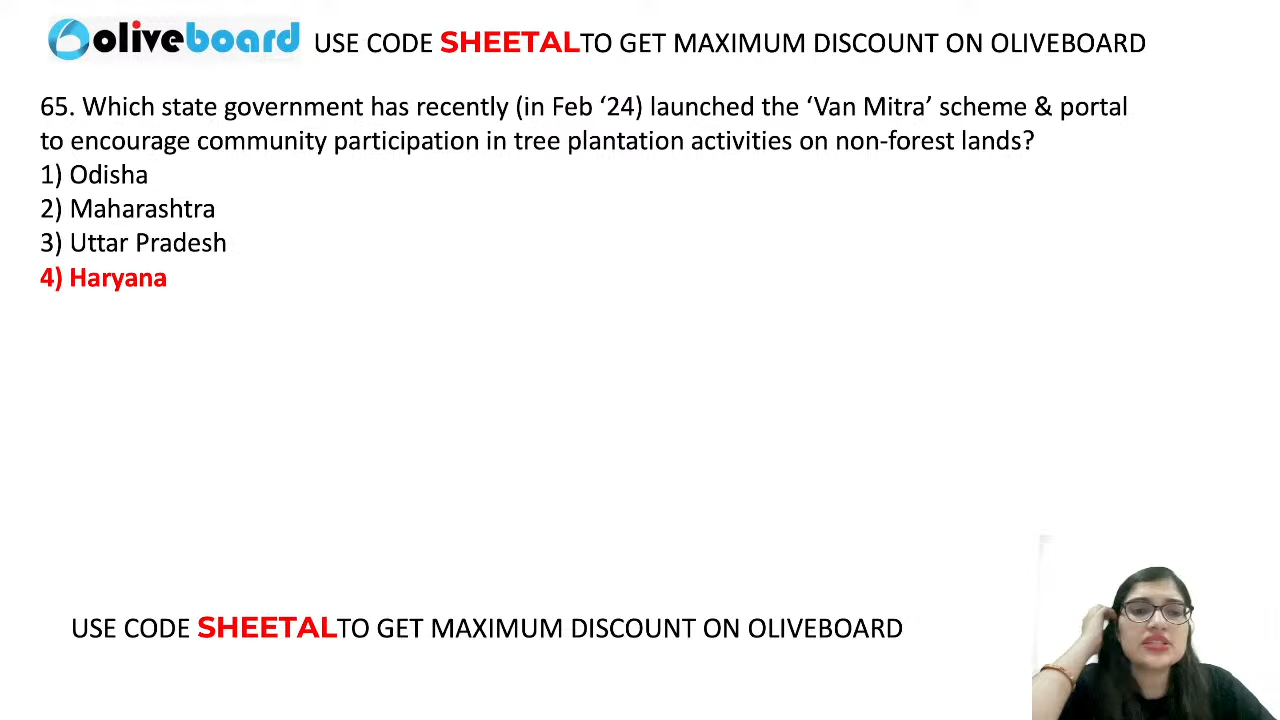 oliveboard USE CODE SHEETAL TO GET MAXIMUM DISCOUNT ON OLIVEBOARD
65. Which state government has recently (in Feb ‘24) launched the ‘Van Mitra’ scheme & portal
to encourage community participation in tree plantation activities on non-forest lands?
1) Odisha
2) Maharashtra
3) Uttar Pradesh
4) Haryana
USE CODE SHEETAL TO GET MAXIMUM DISCOUNT ON OLIVEBOARD